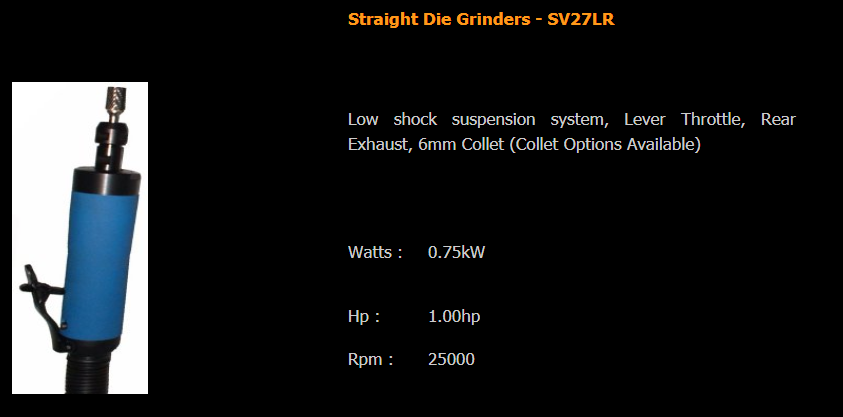 Straight Die Grinders - SV27LR
Low shock suspension system, Lever Throttle, Rear
Exhaust, 6mm Collet (Collet Options Available)
Watts : 0.75kW
Hp : 1.00hp
Rpm : 25000